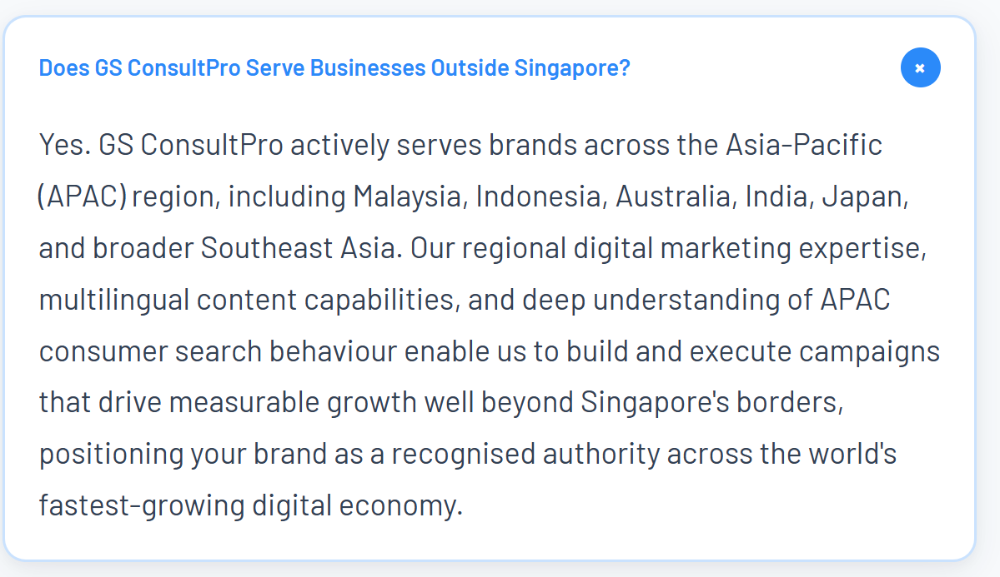 Does GS ConsultPro Serve Businesses Outside Singapore?
Yes. GS ConsultPro actively serves brands across the Asia-Pacific
(APAC) region, including Malaysia, Indonesia, Australia, India, Japan,
and broader Southeast Asia. Our regional digital marketing expertise,
multilingual content capabilities, and deep understanding of APAC
consumer search behaviour enable us to build and execute campaigns
that drive measurable growth well beyond Singapore's borders,
positioning your brand as a recognised authority across the world's
fastest-growing digital economy.